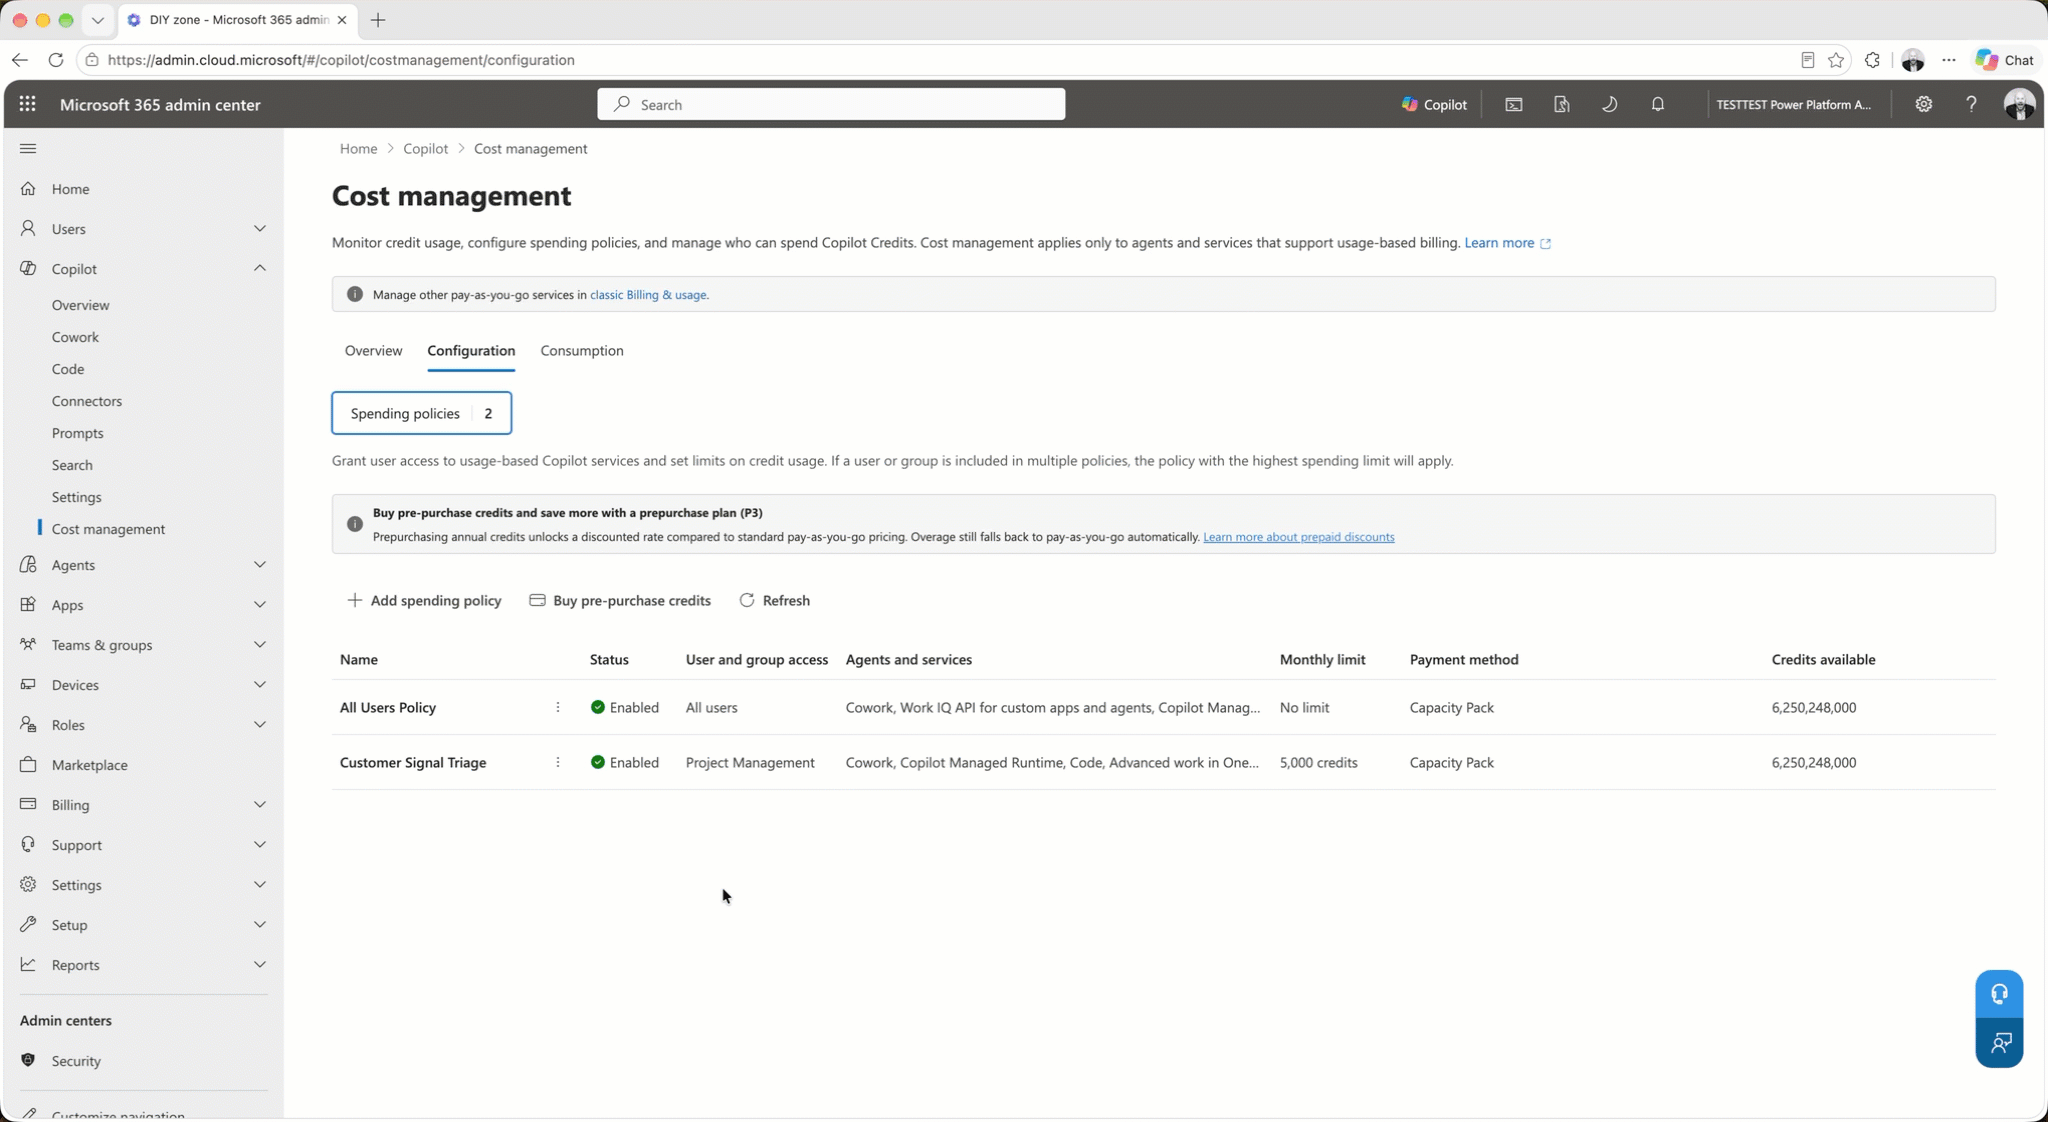 DIY zone - Microsoft 365 admin
https://admin.cloud.microsoft/#/copilot/costmanagement/configuration
Chat
Microsoft 365 admin center
Search
Copilot
TESTTEST Power Platform A...
Home
Users
Copilot
Overview
Cowork
Code
Connectors
Prompts
Search
Settings
Cost management
Agents
Apps
Teams & groups
Devices
Roles
Marketplace
Billing
Support
Settings
Setup
Reports
Admin centers
Security
Customize navigation
Home > Copilot > Cost management
Cost management
Monitor credit usage, configure spending policies, and manage who can spend Copilot Credits. Cost management applies only to agents and services that support usage-based billing. Learn more
Manage other pay-as-you-go services in classic Billing & usage.
Overview Configuration Consumption
Spending policies 2
Grant user access to usage-based Copilot services and set limits on credit usage. If a user or group is included in multiple policies, the policy with the highest spending limit will apply.
Buy pre-purchase credits and save more with a prepurchase plan (P3)
Prepurchasing annual credits unlocks a discounted rate compared to standard pay-as-you-go pricing. Overage still falls back to pay-as-you-go automatically. Learn more about prepaid discounts
Add spending policy Buy pre-purchase credits Refresh
Name Status User and group access Agents and services Monthly limit Payment method Credits available
All Users Policy Enabled All users Cowork, Work IQ API for custom apps and agents, Copilot Manag... No limit Capacity Pack 6,250,248,000
Customer Signal Triage Enabled Project Management Cowork, Copilot Managed Runtime, Code, Advanced work in One... 5,000 credits Capacity Pack 6,250,248,000